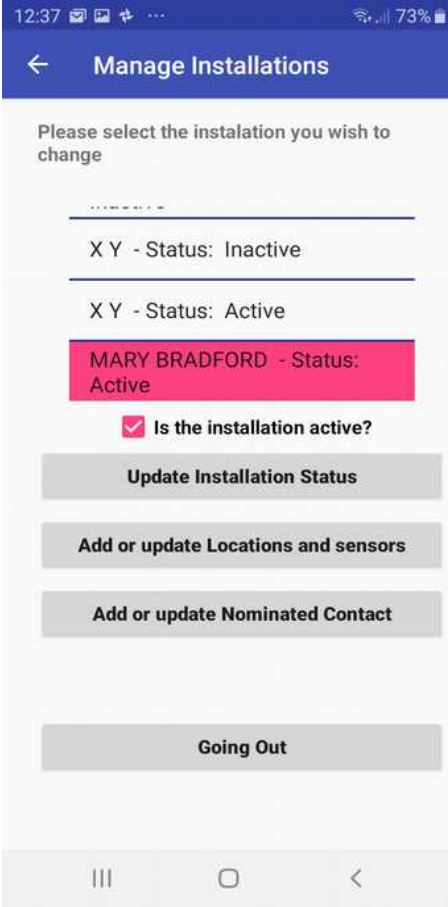 12:37 73%
Manage Installations
Please select the instalation you wish to
change
X Y - Status: Inactive
X Y - Status: Active
MARY BRADFORD - Status:
Active
Is the installation active?
Update Installation Status
Add or update Locations and sensors
Add or update Nominated Contact
Going Out